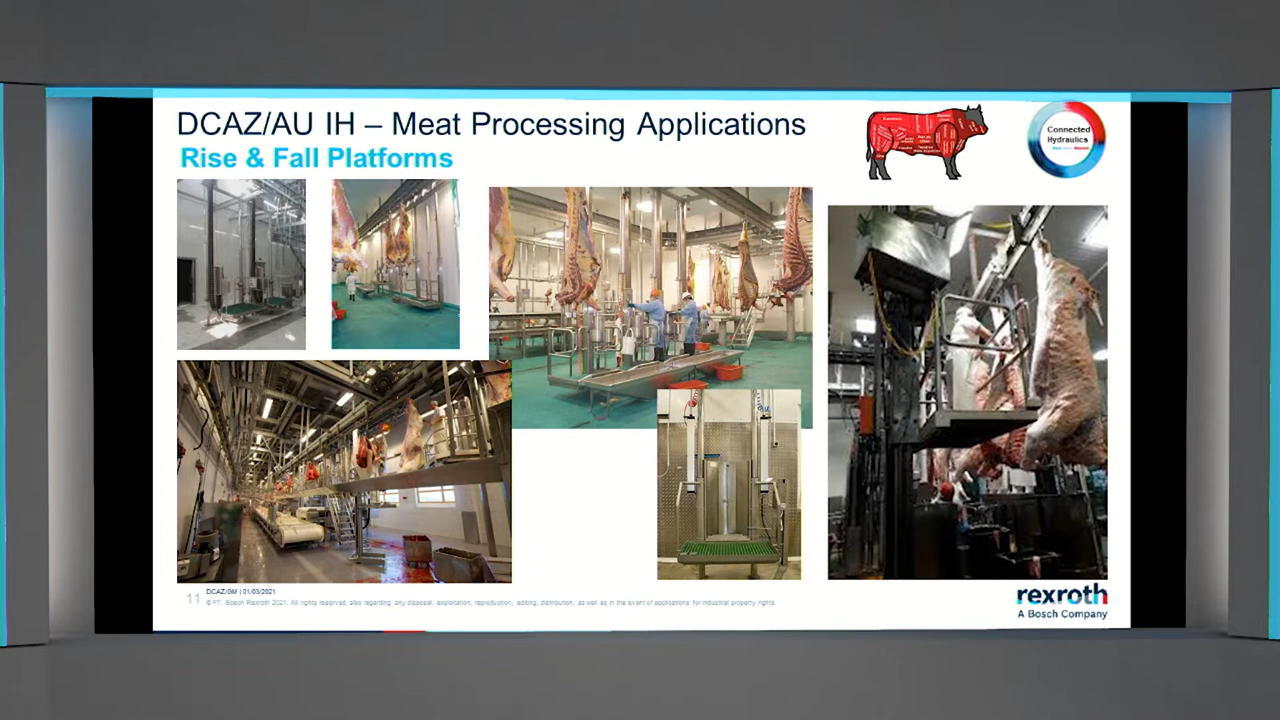 DCAZ/AU IH – Meat Processing Applications
Rise & Fall Platforms
Connected
Hydraulics
11
DCAZ/GM | 01/03/2021
© PT. Bosch Rexroth 2021. All rights reserved, also regarding any disposal, exploitation, reproduction, editing, distribution, as well as in the event of applications for industrial property rights.
rexroth
A Bosch Company